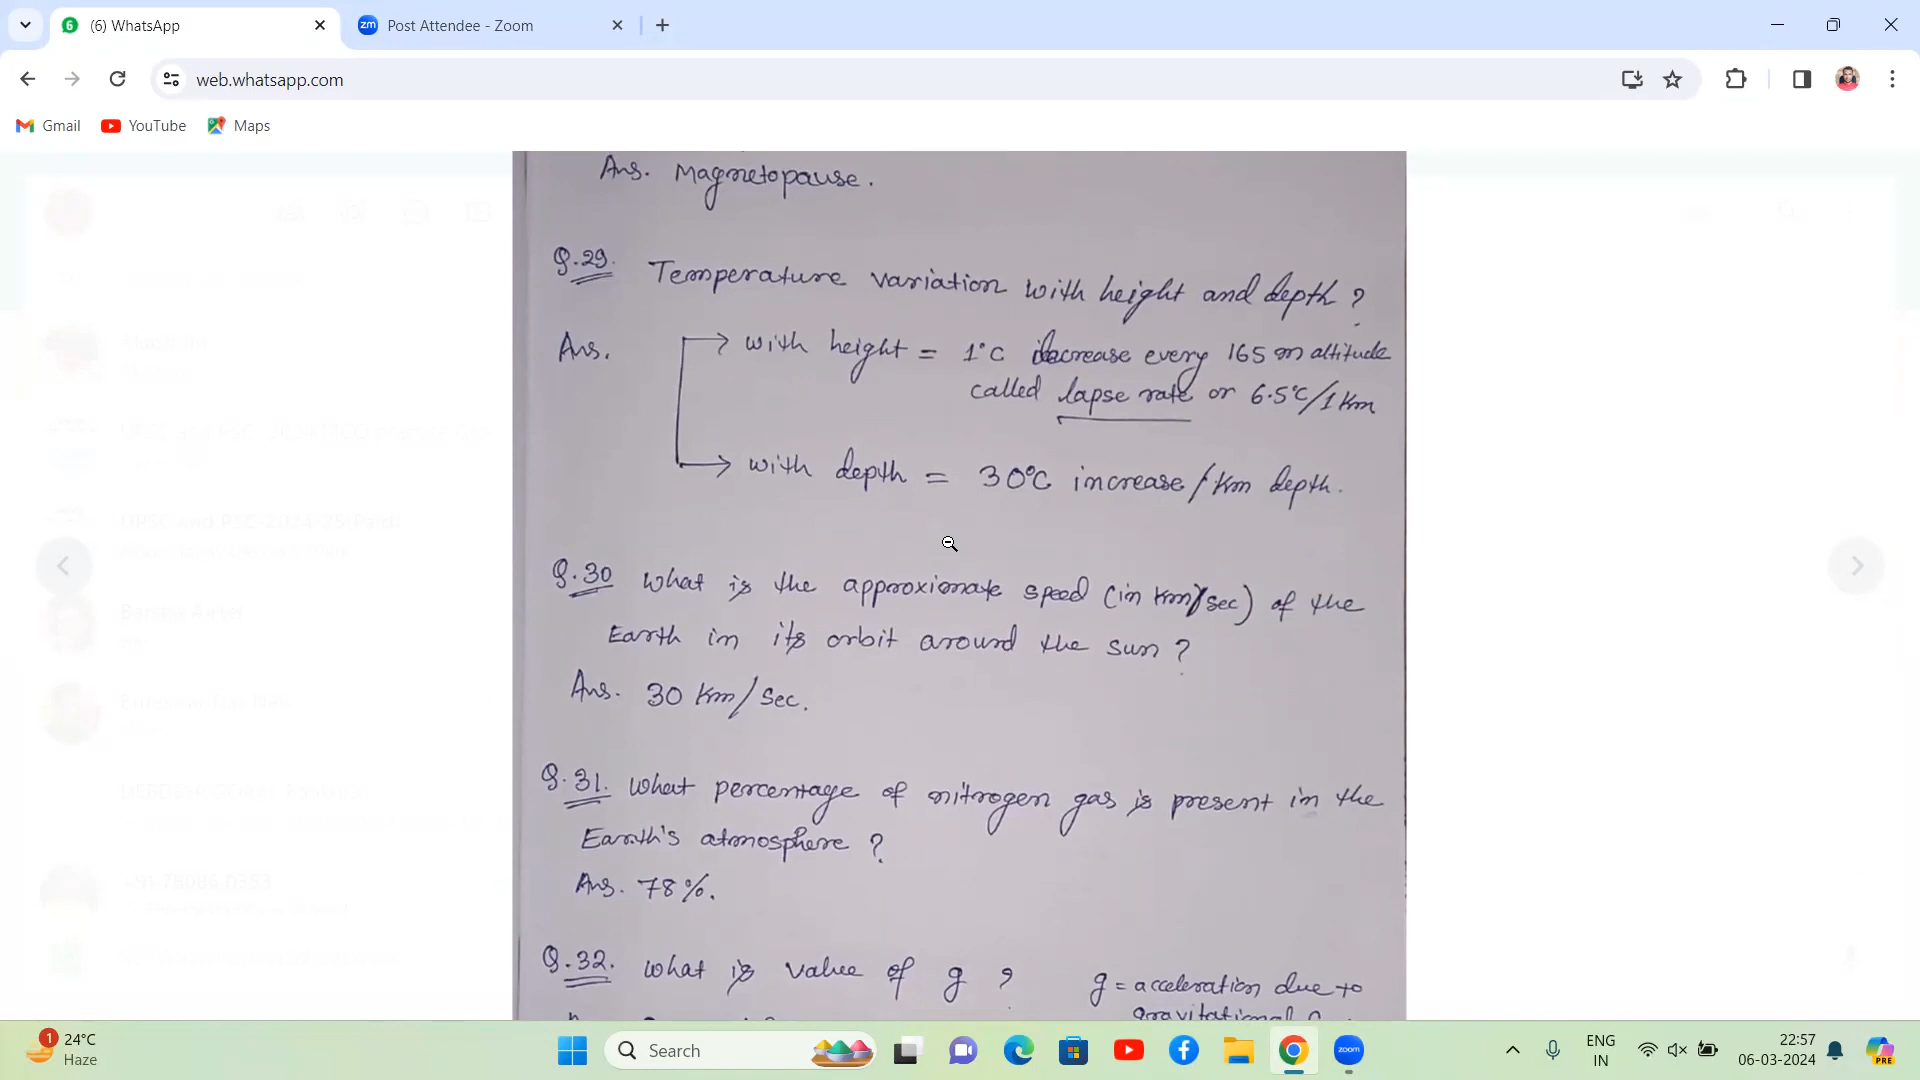 (6) WhatsApp
Post Attendee - Zoom
web.whatsapp.com
Gmail
YouTube
Maps
Ans. Magnetopause.
Q.29. Temperature variation with height and depth ?
Ans. with height = 1°C decrease every 165 m altitude
called lapse rate or 6.5°C/1 Km
with depth = 30°C increase/Km depth.
Q.30 What is the approximate speed (in Km/sec) of the
Earth in its orbit around the sun ?
Ans. 30 Km/Sec.
Q.31. What percentage of nitrogen gas is present in the
Earth's atmosphere ?
Ans. 78%.
Q.32. What is value of g ?
g = acceleration due to
gravitational
1
24°C
Haze
Search
zoom
ENG
IN
22:57
06-03-2024
PRE